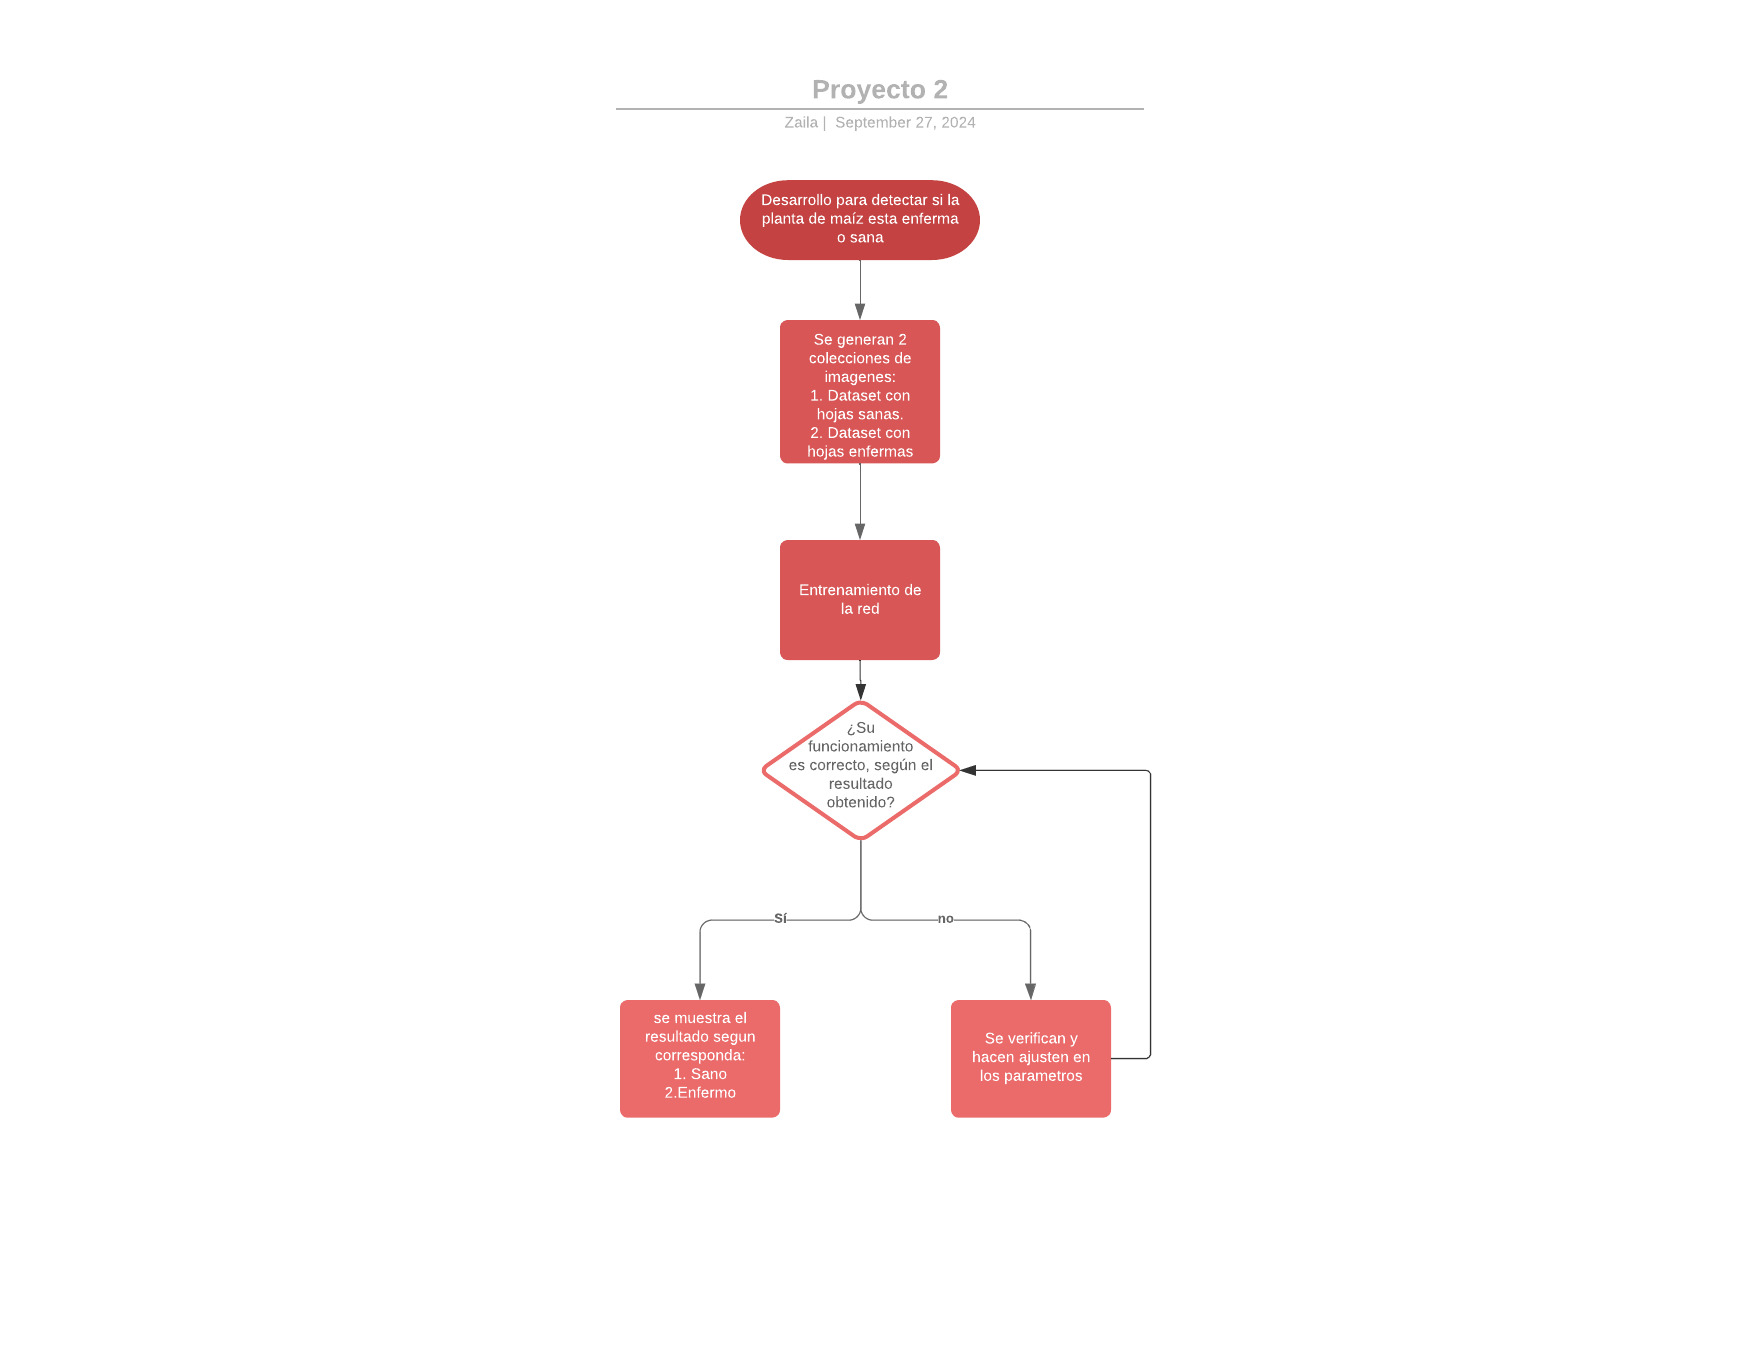 Proyecto 2
Zaila |  September 27, 2024
Desarrollo para detectar si la
planta de maíz esta enferma
o sana
Se generan 2
colecciones de
imagenes:
1. Dataset con
hojas sanas.
2. Dataset con
hojas enfermas
Entrenamiento de
la red
¿Su
funcionamiento
es correcto, según el
resultado
obtenido?
Sí
no
se muestra el
resultado segun
corresponda:
1. Sano
2.Enfermo
Se verifican y
hacen ajusten en
los parametros